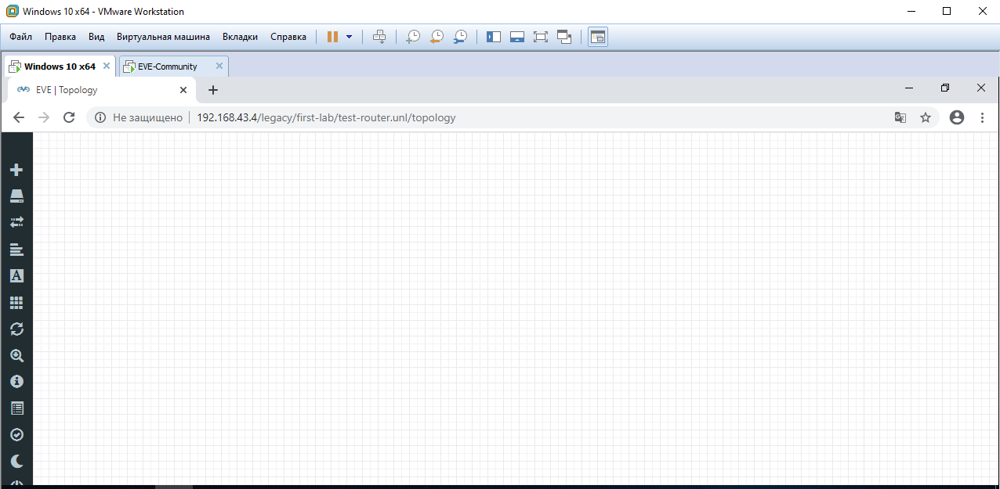 Windows 10 x64 - VMware Workstation
Файл Правка Вид Виртуальная машина Вкладки Справка
Windows 10 x64 EVE-Community
EVE | Topology
Не защищено 192.168.43.4/legacy/first-lab/test-router.unl/topology
A